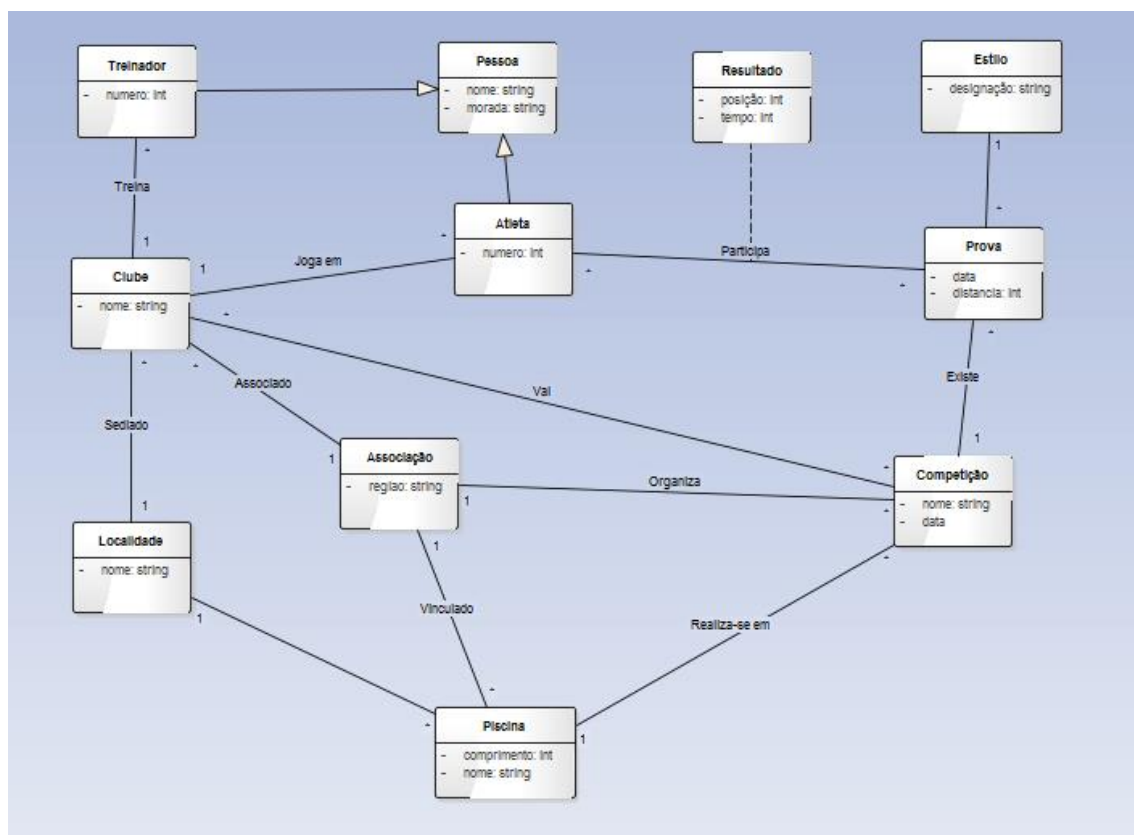 Treinador
- numero: int
Pessoa
- nome: string
- morada: string
Resultado
- posição: int
- tempo: int
Estilo
- designação: string
*
Treina
1
1
*
Atleta
- numero: int
*
Joga em
1
*
Participa
*
Prova
- data
- distancia: int
Clube
- nome: string
*
*
*
*
Existe
1
Associado
Vai
Sediado
1
Associação
- regiao: string
1
Organiza
*
*
Competição
- nome: string
- data
*
1
Localidade
- nome: string
1
1
Vinculado
Realiza-se em
*
*
1
Piscina
- comprimento: int
- nome: string